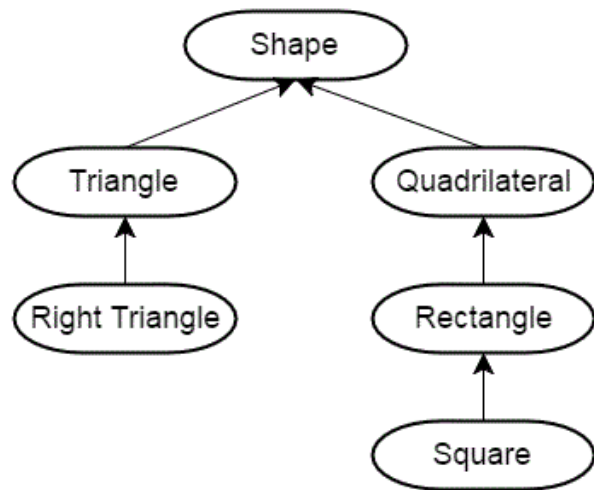 Shape
Triangle
Quadrilateral
Right Triangle
Rectangle
Square